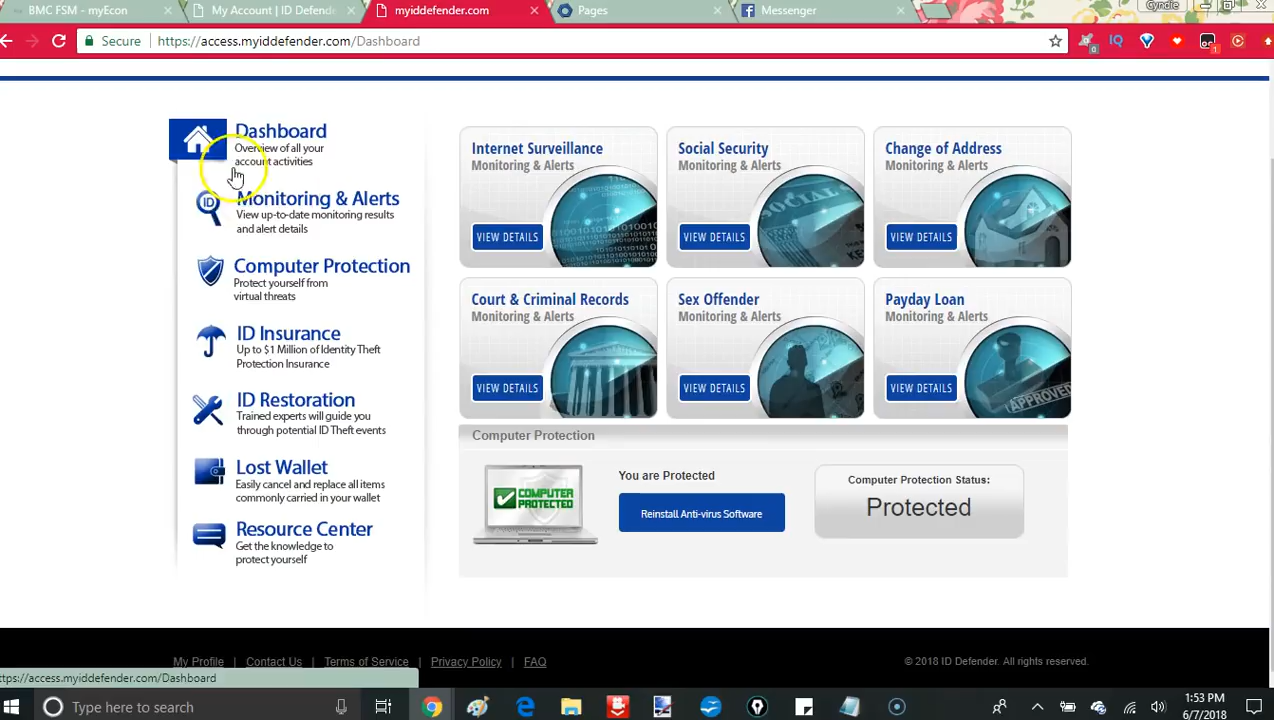 BMC FSM - myEcon
My Account | ID Defende
myiddefender.com
Pages
Messenger
Cyndie
Secure
https://access.myiddefender.com/Dashboard
0
IQ
1
Dashboard
Overview of all your
account activities
ID
Monitoring & Alerts
View up-to-date monitoring results
and alert details
Computer Protection
Protect yourself from
virtual threats
ID Insurance
Up to $1 Million of Identity Theft
Protection Insurance
ID Restoration
Trained experts will guide you
through potential ID Theft events
Lost Wallet
Easily cancel and replace all items
commonly carried in your wallet
Resource Center
Get the knowledge to
protect yourself
Internet Surveillance
Monitoring & Alerts
VIEW DETAILS
Social Security
Monitoring & Alerts
SOCIAL
VIEW DETAILS
Change of Address
Monitoring & Alerts
VIEW DETAILS
Court & Criminal Records
Monitoring & Alerts
VIEW DETAILS
Sex Offender
Monitoring & Alerts
VIEW DETAILS
Payday Loan
Monitoring & Alerts
VIEW DETAILS
APPROVED
Computer Protection
COMPUTER
PROTECTED
You are Protected
Reinstall Anti-virus Software
Computer Protection Status:
Protected
My Profile | Contact Us | Terms of Service | Privacy Policy | FAQ
© 2018 ID Defender. All rights reserved.
ttps://access.myiddefender.com/Dashboard
Type here to search
1:53 PM
6/7/2018